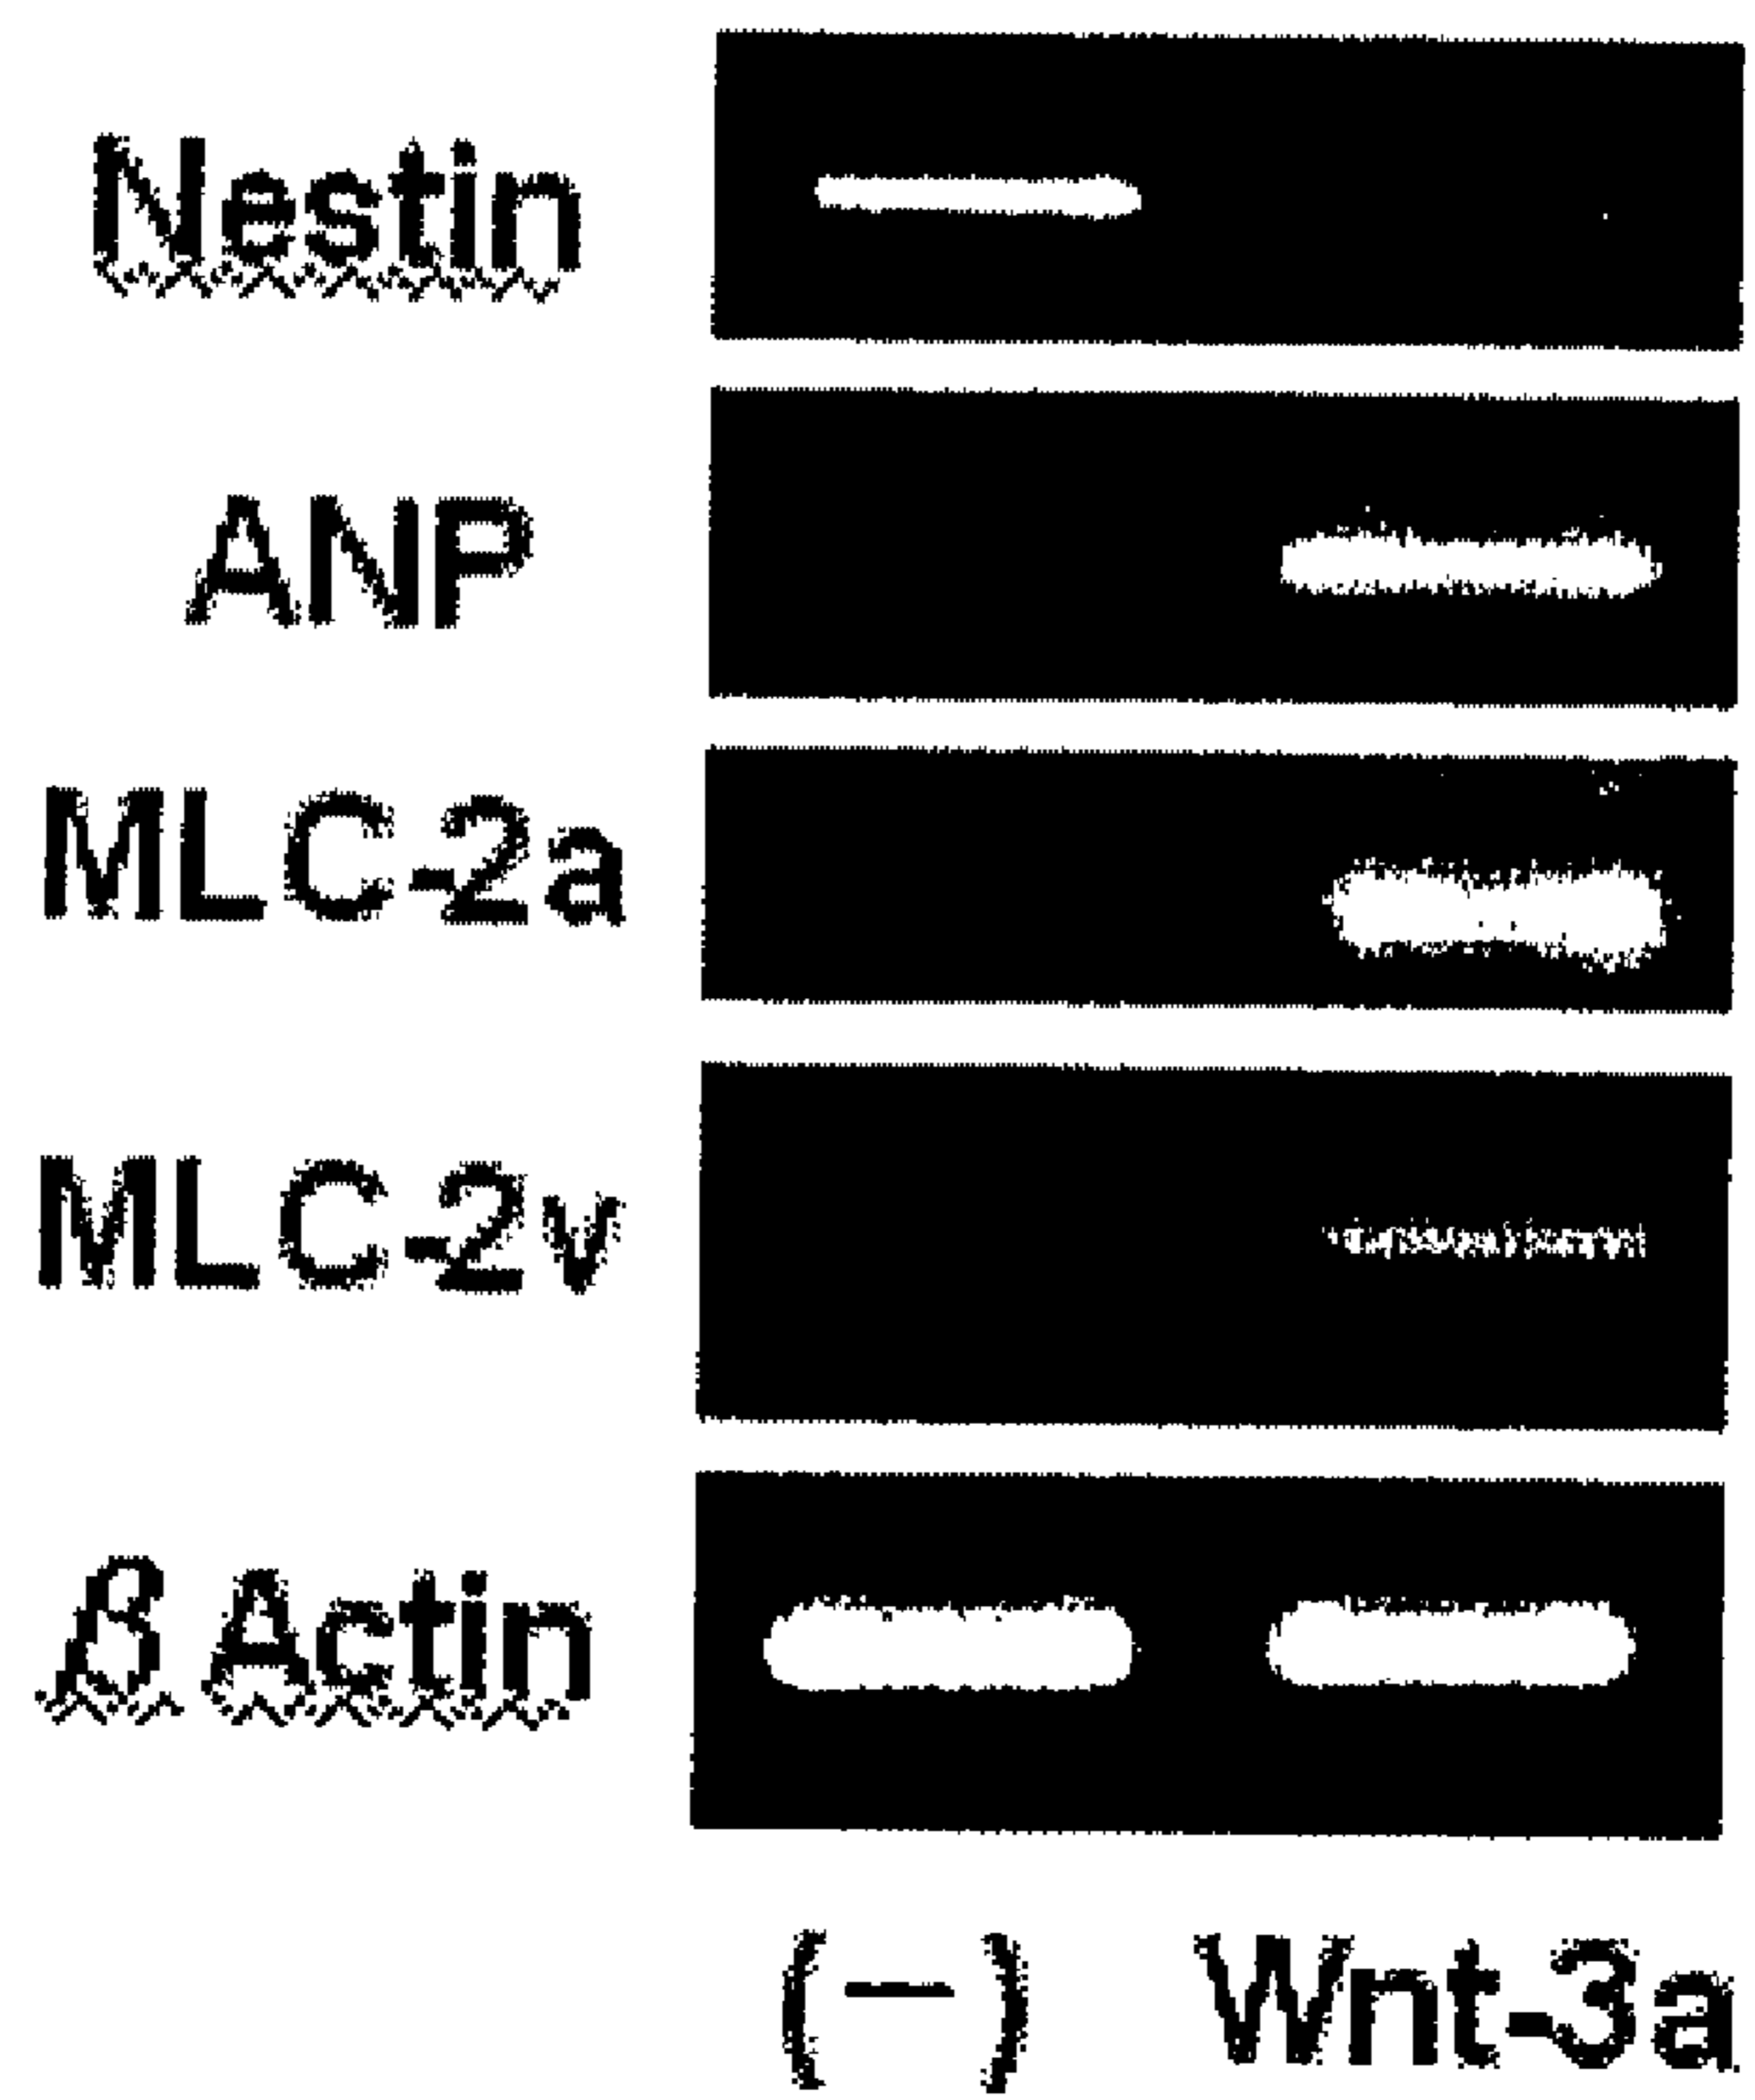 Nestin
ANP
MLC-2a
MLC-2v
β Actin
(−) Wnt-3a